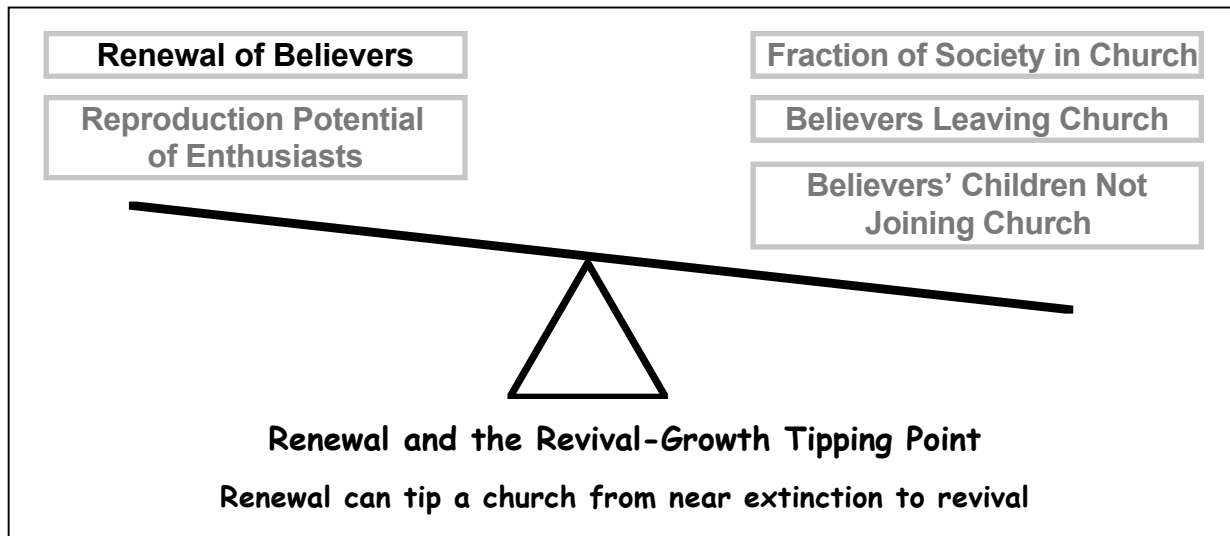 Renewal of Believers
Reproduction Potential
of Enthusiasts
Fraction of Society in Church
Believers Leaving Church
Believers’ Children Not
Joining Church
Renewal and the Revival-Growth Tipping Point
Renewal can tip a church from near extinction to revival